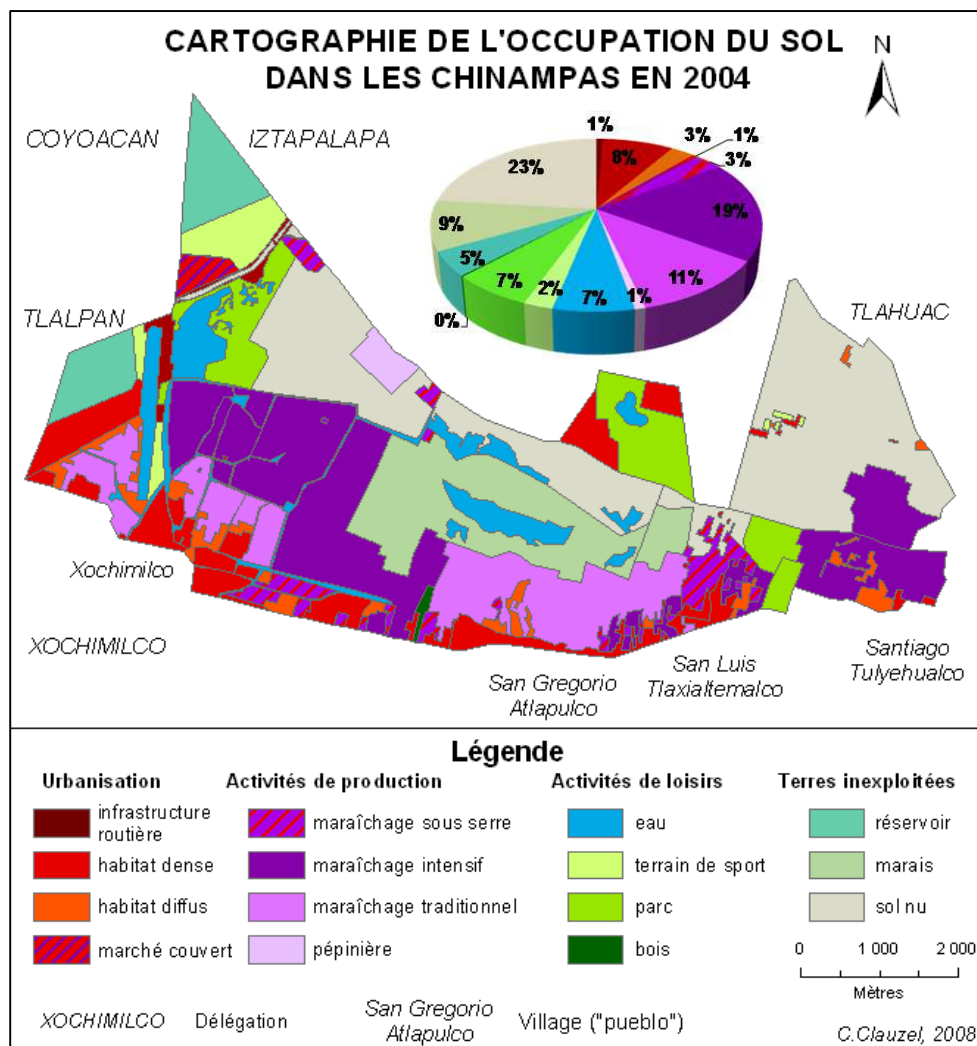 CARTOGRAPHIE DE L'OCCUPATION DU SOL
DANS LES CHINAMPAS EN 2004
N
COYOACAN
IZTAPALAPA
TLALPAN
TLAHUAC
1%
8%
3%
1%
3%
19%
11%
1%
7%
2%
7%
0%
5%
9%
23%
Xochimilco
XOCHIMILCO
San Gregorio
Atlapulco
San Luis
Tlaxialtemalco
Santiago
Tulyehualco
Légende
Urbanisation
infrastructure
routière
habitat dense
habitat diffus
marché couvert
Activités de production
maraîchage sous serre
maraîchage intensif
maraîchage traditionnel
pépinière
Activités de loisirs
eau
terrain de sport
parc
bois
Terres inexploitées
réservoir
marais
sol nu
0 1 000 2 000
Mètres
XOCHIMILCO Délégation
San Gregorio
Atlapulco
Village ("pueblo")
C.Clauzel, 2008